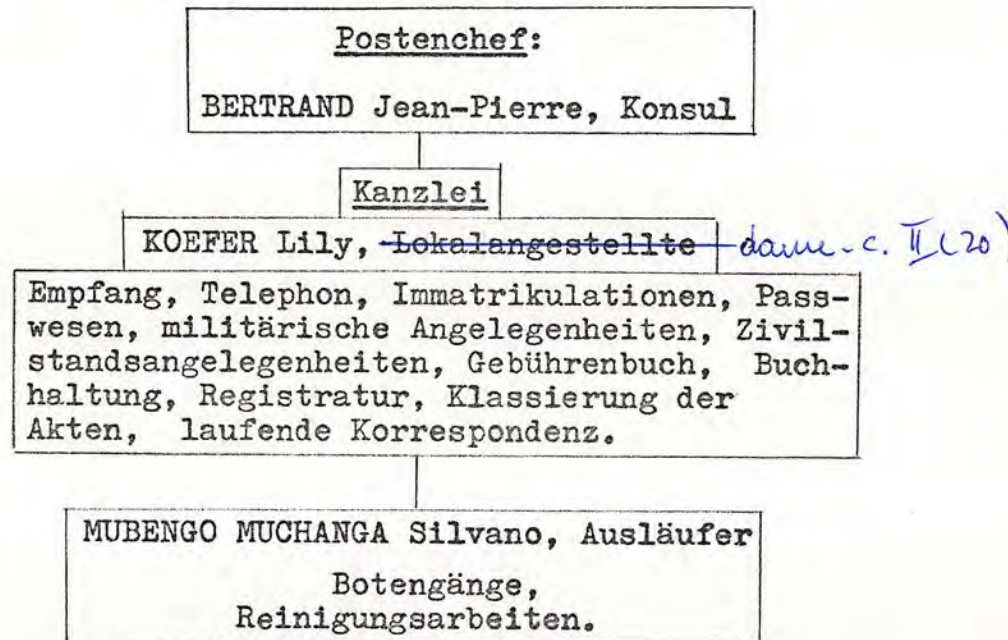 Postenchef:
BERTRAND Jean-Pierre, Konsul
Kanzlei
KOEFER Lily, Lokalangestellte dame-c. II (20)
Empfang, Telephon, Immatrikulationen, Pass-
wesen, militärische Angelegenheiten, Zivil-
standsangelegenheiten, Gebührenbuch, Buch-
haltung, Registratur, Klassierung der
Akten, laufende Korrespondenz.
MUBENGO MUCHANGA Silvano, Ausläufer
Botengänge,
Reinigungsarbeiten.